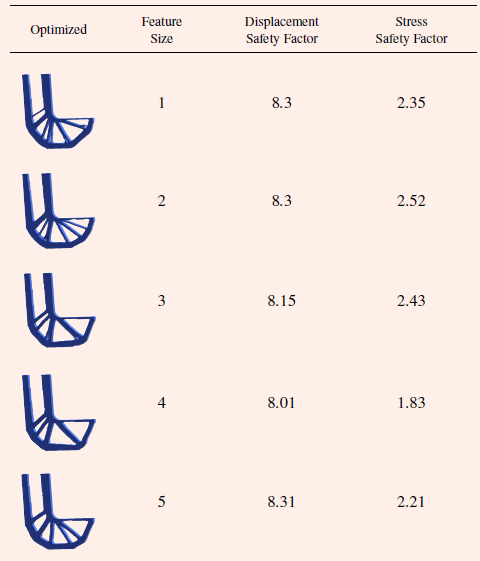 Optimized Feature Size Displacement Safety Factor Stress Safety Factor
1 8.3 2.35
2 8.3 2.52
3 8.15 2.43
4 8.01 1.83
5 8.31 2.21